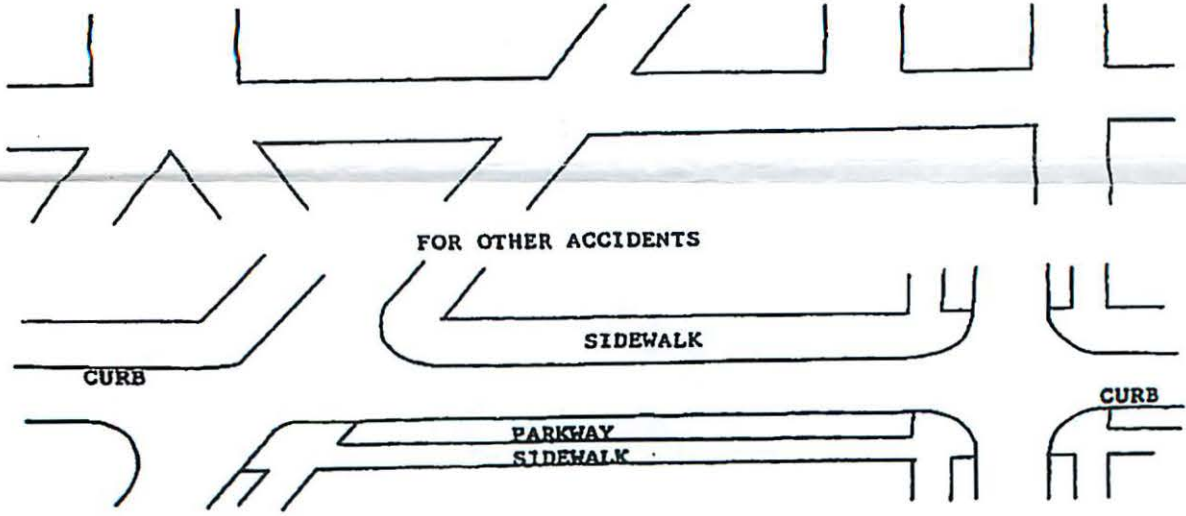 FOR OTHER ACCIDENTS
SIDEWALK
CURB
CURB
PARKWAY
SIDEWALK